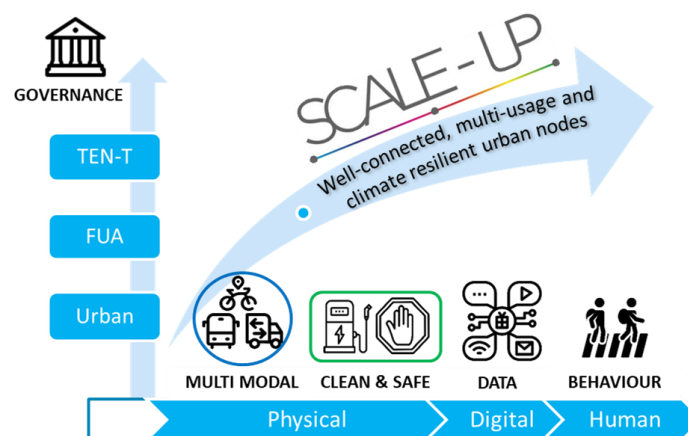 SCALE-UP
GOVERNANCE
Well-connected, multi-usage and
climate resilient urban nodes
TEN-T
FUA
Urban
MULTI MODAL
CLEAN & SAFE
DATA
BEHAVIOUR
Physical
Digital
Human